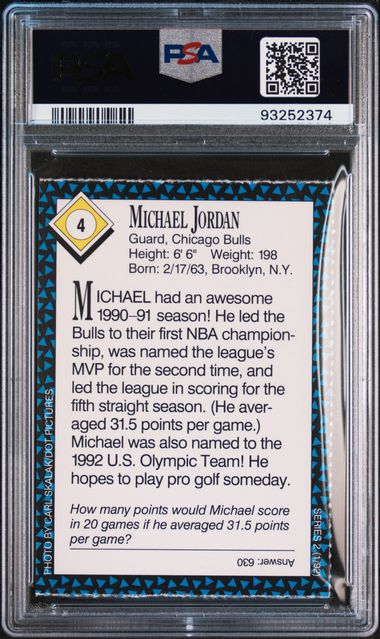 PSA
PSA
93252374
4
MICHAEL JORDAN
Guard, Chicago Bulls
Height: 6' 6" Weight: 198
Born: 2/17/63, Brooklyn, N.Y.
MICHAEL had an awesome
1990–91 season! He led the
Bulls to their first NBA champion-
ship, was named the league's
MVP for the second time, and
led the league in scoring for the
fifth straight season. (He aver-
aged 31.5 points per game.)
Michael was also named to the
1992 U.S. Olympic Team! He
hopes to play pro golf someday.
How many points would Michael score
in 20 games if he averaged 31.5 points
per game?
Answer: 630
PHOTO BY CARL SKALAK/DOT PICTURES
SERIES 2 (1/92)